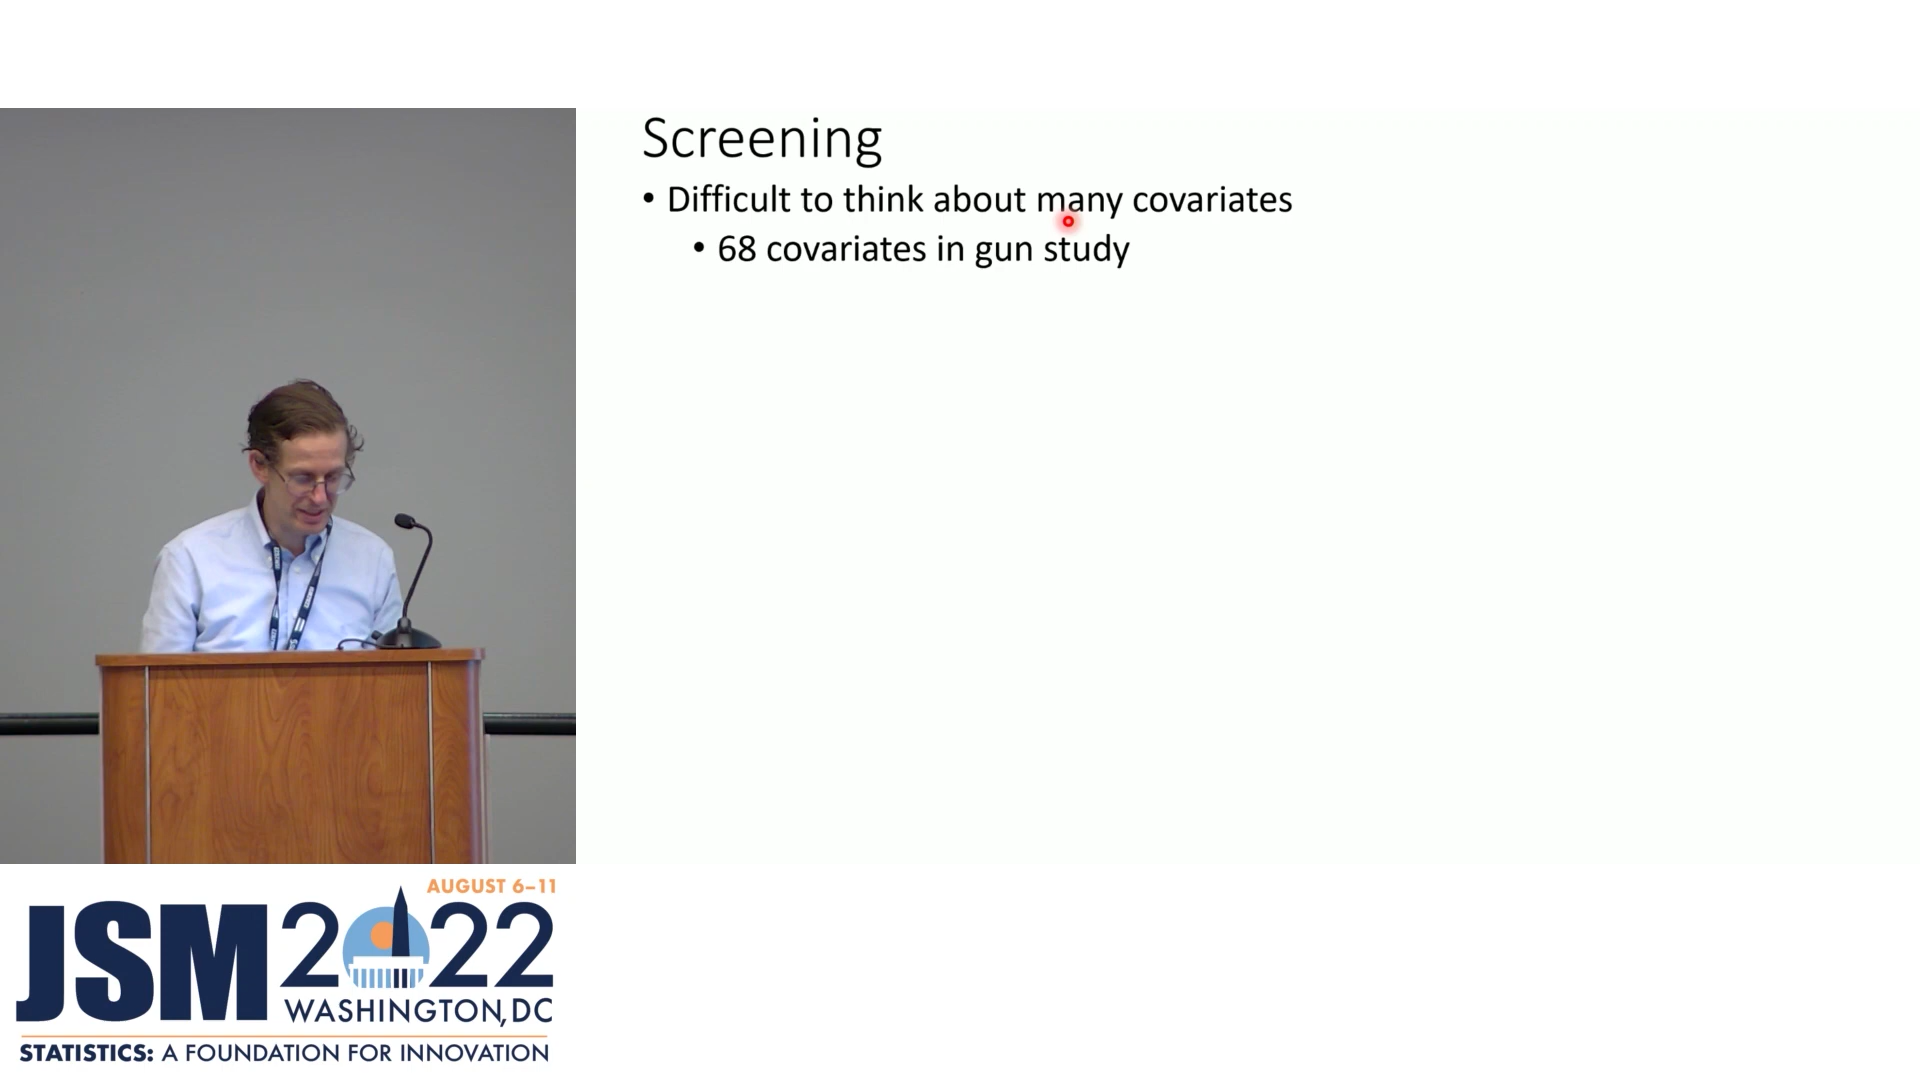 Screening
• Difficult to think about many covariates
• 68 covariates in gun study
AUGUST 6–11
JSM 2022
WASHINGTON, DC
STATISTICS: A FOUNDATION FOR INNOVATION